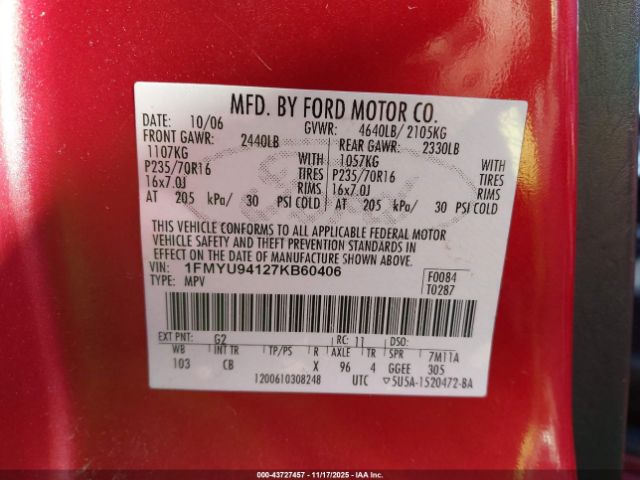 MFD. BY FORD MOTOR CO.
DATE: 10/06 GVWR: 4640LB/ 2105KG
FRONT GAWR: 2440LB REAR GAWR: 2330LB
1107KG WITH 1057KG WITH
P235/70R16 TIRES P235/70R16 TIRES
16x7.0J RIMS 16x7.0J RIMS
AT 205 kPa/ 30 PSI COLD AT 205 kPa/ 30 PSI COLD
THIS VEHICLE CONFORMS TO ALL APPLICABLE FEDERAL MOTOR
VEHICLE SAFETY AND THEFT PREVENTION STANDARDS IN
EFFECT ON THE DATE OF MANUFACTURE SHOWN ABOVE.
VIN: 1FMYU94127KB60406 F0084
TYPE: MPV T0287
EXT PNT: G2 RC: 11 DSO:
WB INT TR TP/PS R AXLE TR SPR 7M11A
103 CB X 96 4 GGEE 305
1200610308248 UTC ▽5U5A-1520472-BA
000-43727457 - 11/17/2025 - IAA Inc.